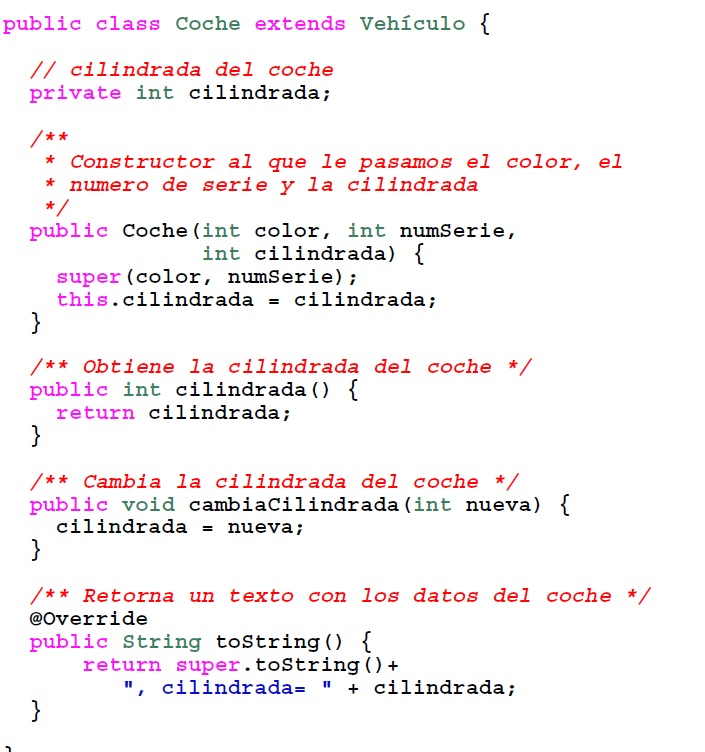 public class Coche extends Vehículo {
// cilindrada del coche
private int cilindrada;
/**
* Constructor al que le pasamos el color, el
* numero de serie y la cilindrada
*/
public Coche(int color, int numSerie,
int cilindrada) {
super(color, numSerie);
this.cilindrada = cilindrada;
}
/** Obtiene la cilindrada del coche */
public int cilindrada() {
return cilindrada;
}
/** Cambia la cilindrada del coche */
public void cambiaCilindrada(int nueva) {
cilindrada = nueva;
}
/** Retorna un texto con los datos del coche */
@Override
public String toString() {
return super.toString()+
", cilindrada= " + cilindrada;
}
}